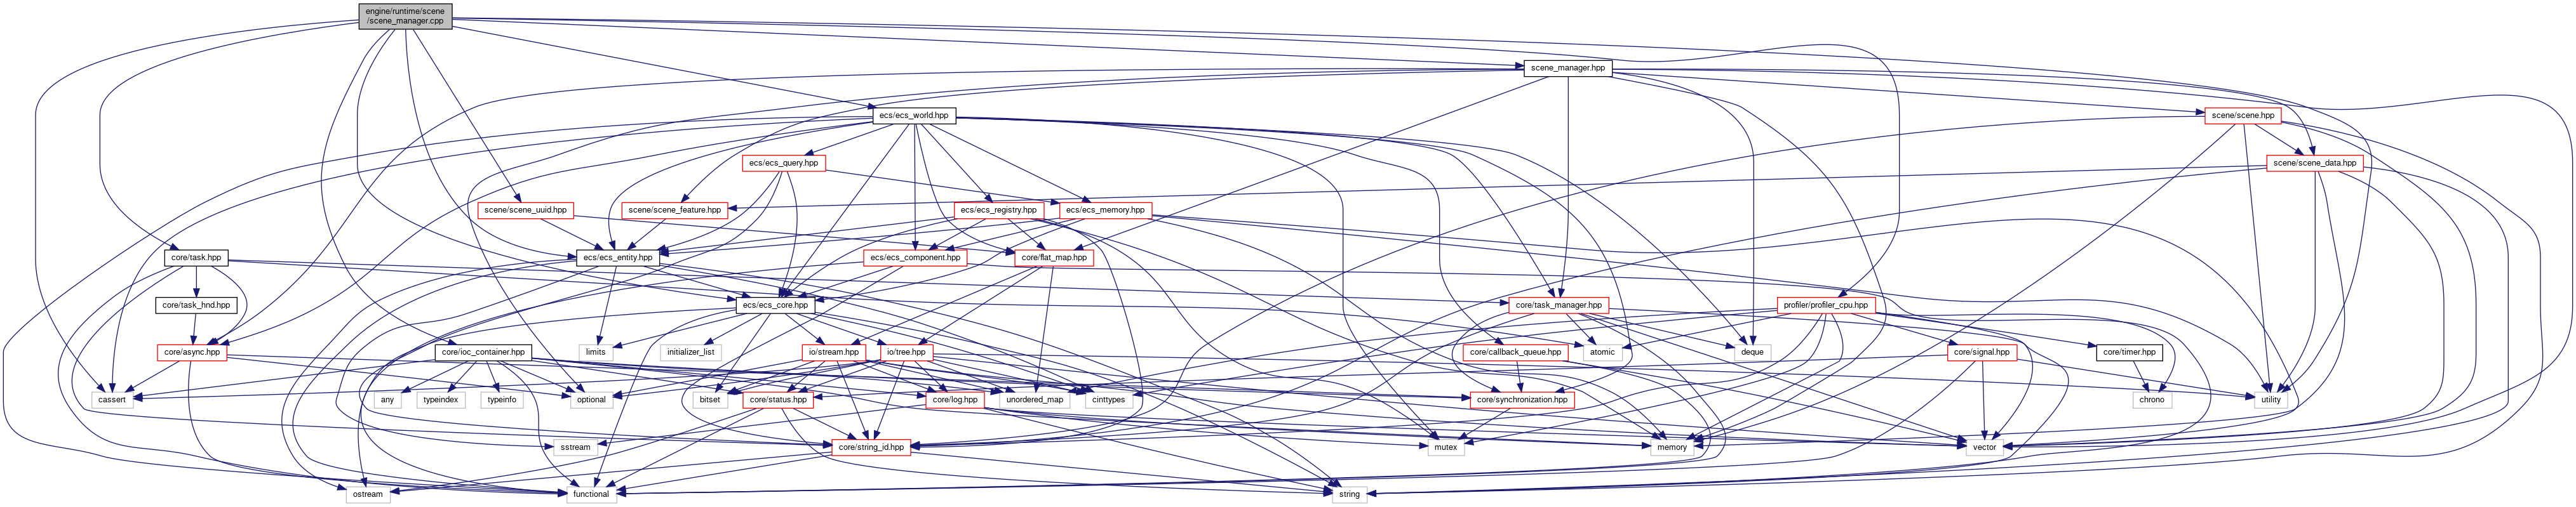 engine/runtime/scene
/scene_manager.cpp
scene_manager.hpp
ecs/ecs_world.hpp
scene/scene.hpp
ecs/ecs_query.hpp
scene/scene_data.hpp
scene/scene_uuid.hpp
scene/scene_feature.hpp
ecs/ecs_registry.hpp
ecs/ecs_memory.hpp
core/task.hpp
ecs/ecs_entity.hpp
ecs/ecs_component.hpp
core/flat_map.hpp
core/task_hnd.hpp
ecs/ecs_core.hpp
core/task_manager.hpp
profiler/profiler_cpu.hpp
core/async.hpp
core/ioc_container.hpp
limits
initializer_list
io/stream.hpp
io/tree.hpp
core/callback_queue.hpp
atomic
deque
core/signal.hpp
core/timer.hpp
cassert
any
typeindex
typeinfo
optional
bitset
core/status.hpp
core/log.hpp
unordered_map
cinttypes
core/synchronization.hpp
chrono
utility
sstream
core/string_id.hpp
memory
mutex
vector
ostream
functional
string